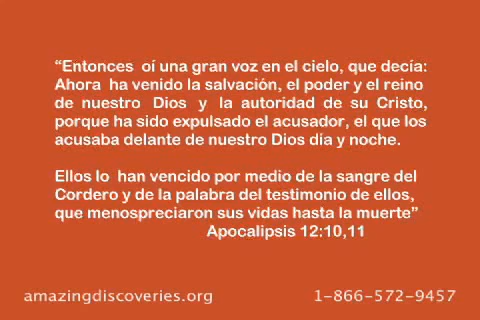 “Entonces oí una gran voz en el cielo, que decía:
Ahora ha venido la salvación, el poder y el reino
de nuestro Dios y la autoridad de su Cristo,
porque ha sido expulsado el acusador, el que los
acusaba delante de nuestro Dios día y noche.
Ellos lo han vencido por medio de la sangre del
Cordero y de la palabra del testimonio de ellos,
que menospreciaron sus vidas hasta la muerte”
Apocalipsis 12:10,11
amazingdiscoveries.org
1-866-572-9457